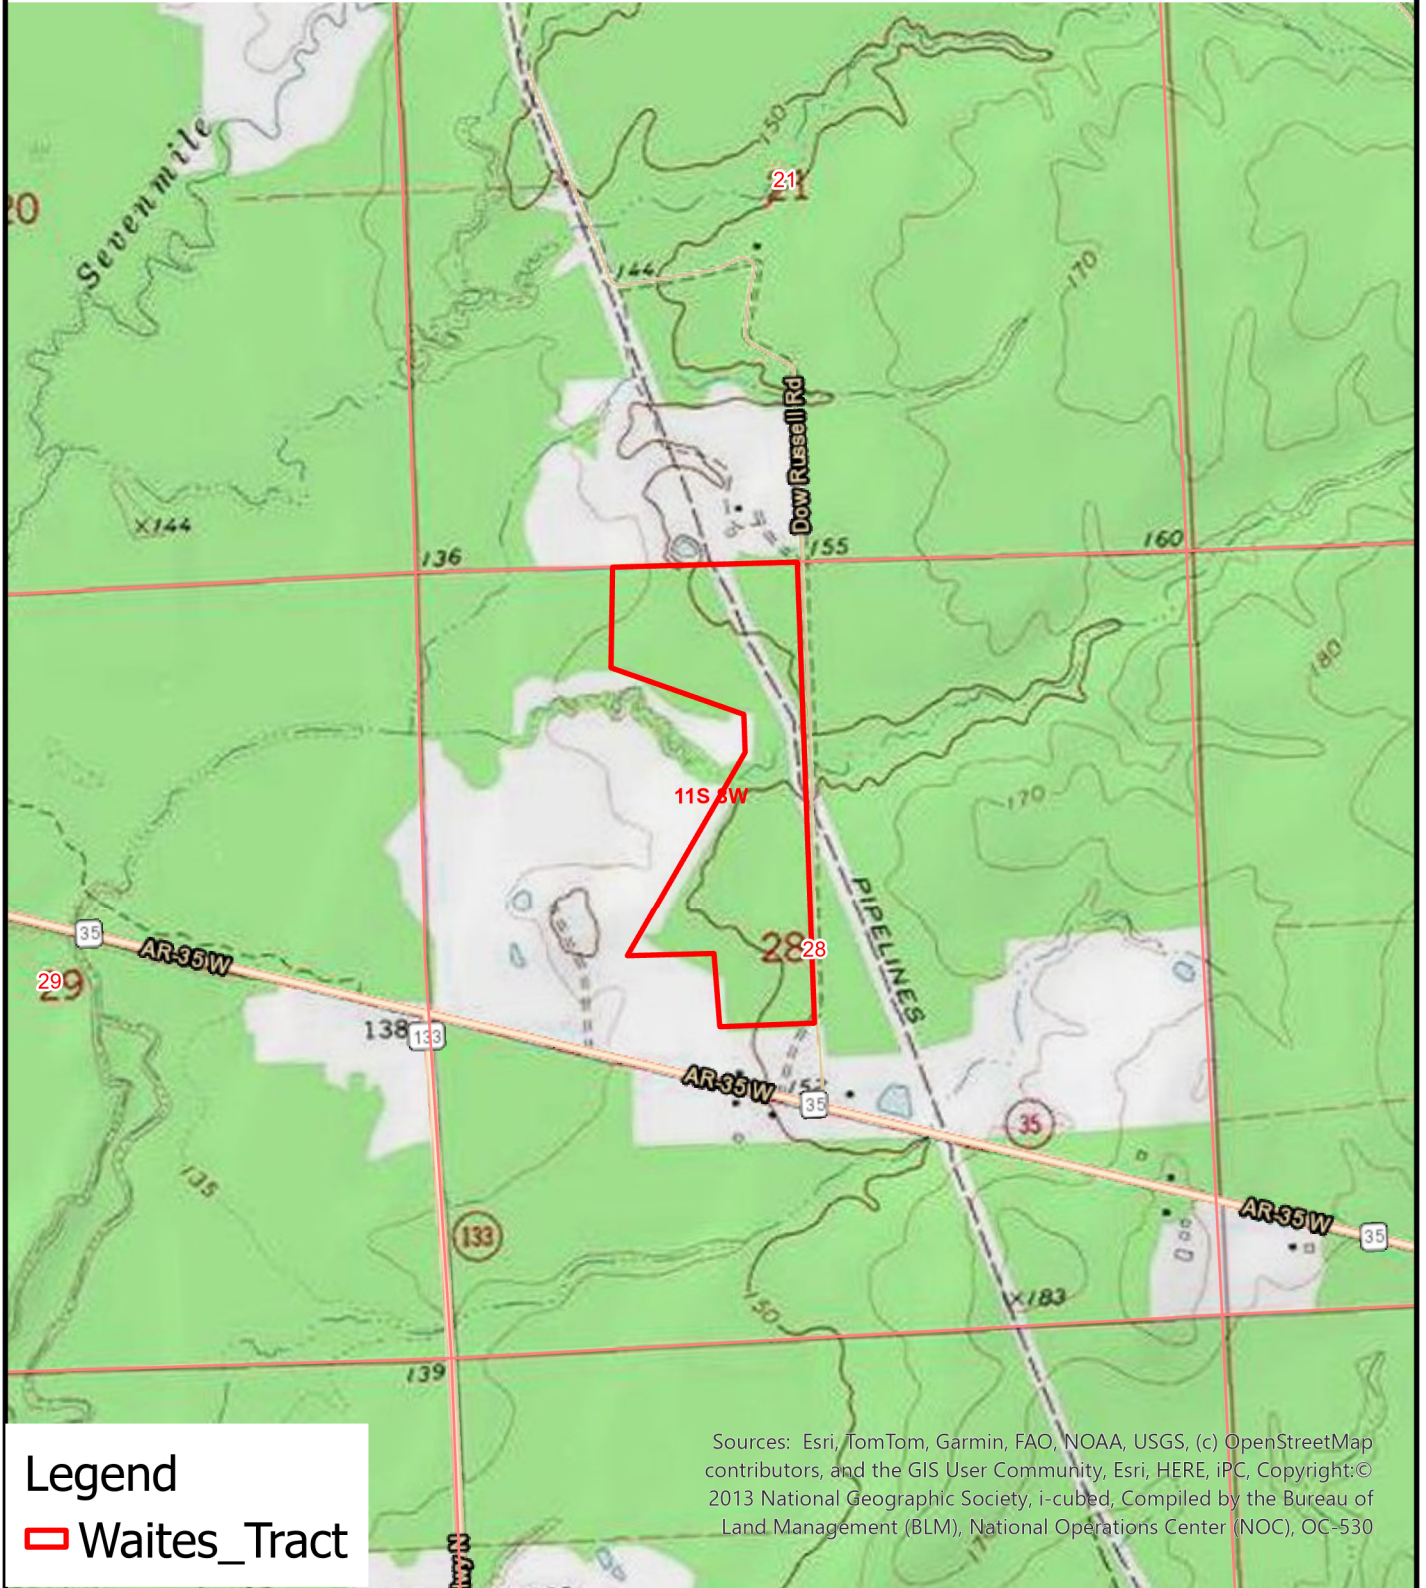 Sevenmile
20
21
21
150
170
144
Dow Russell Rd
X144
136
155
160
180
11S 8W
170
PIPELINES
28
28
35
AR-35 W
29
29
138
133
AR-35 W
152
35
35
135
133
AR-35 W
35
150
X183
139
Legend
Waites_Tract
Sources: Esri, TomTom, Garmin, FAO, NOAA, USGS, (c) OpenStreetMap
contributors, and the GIS User Community, Esri, HERE, iPC, Copyright:©
2013 National Geographic Society, i-cubed, Compiled by the Bureau of
Land Management (BLM), National Operations Center (NOC), OC-530